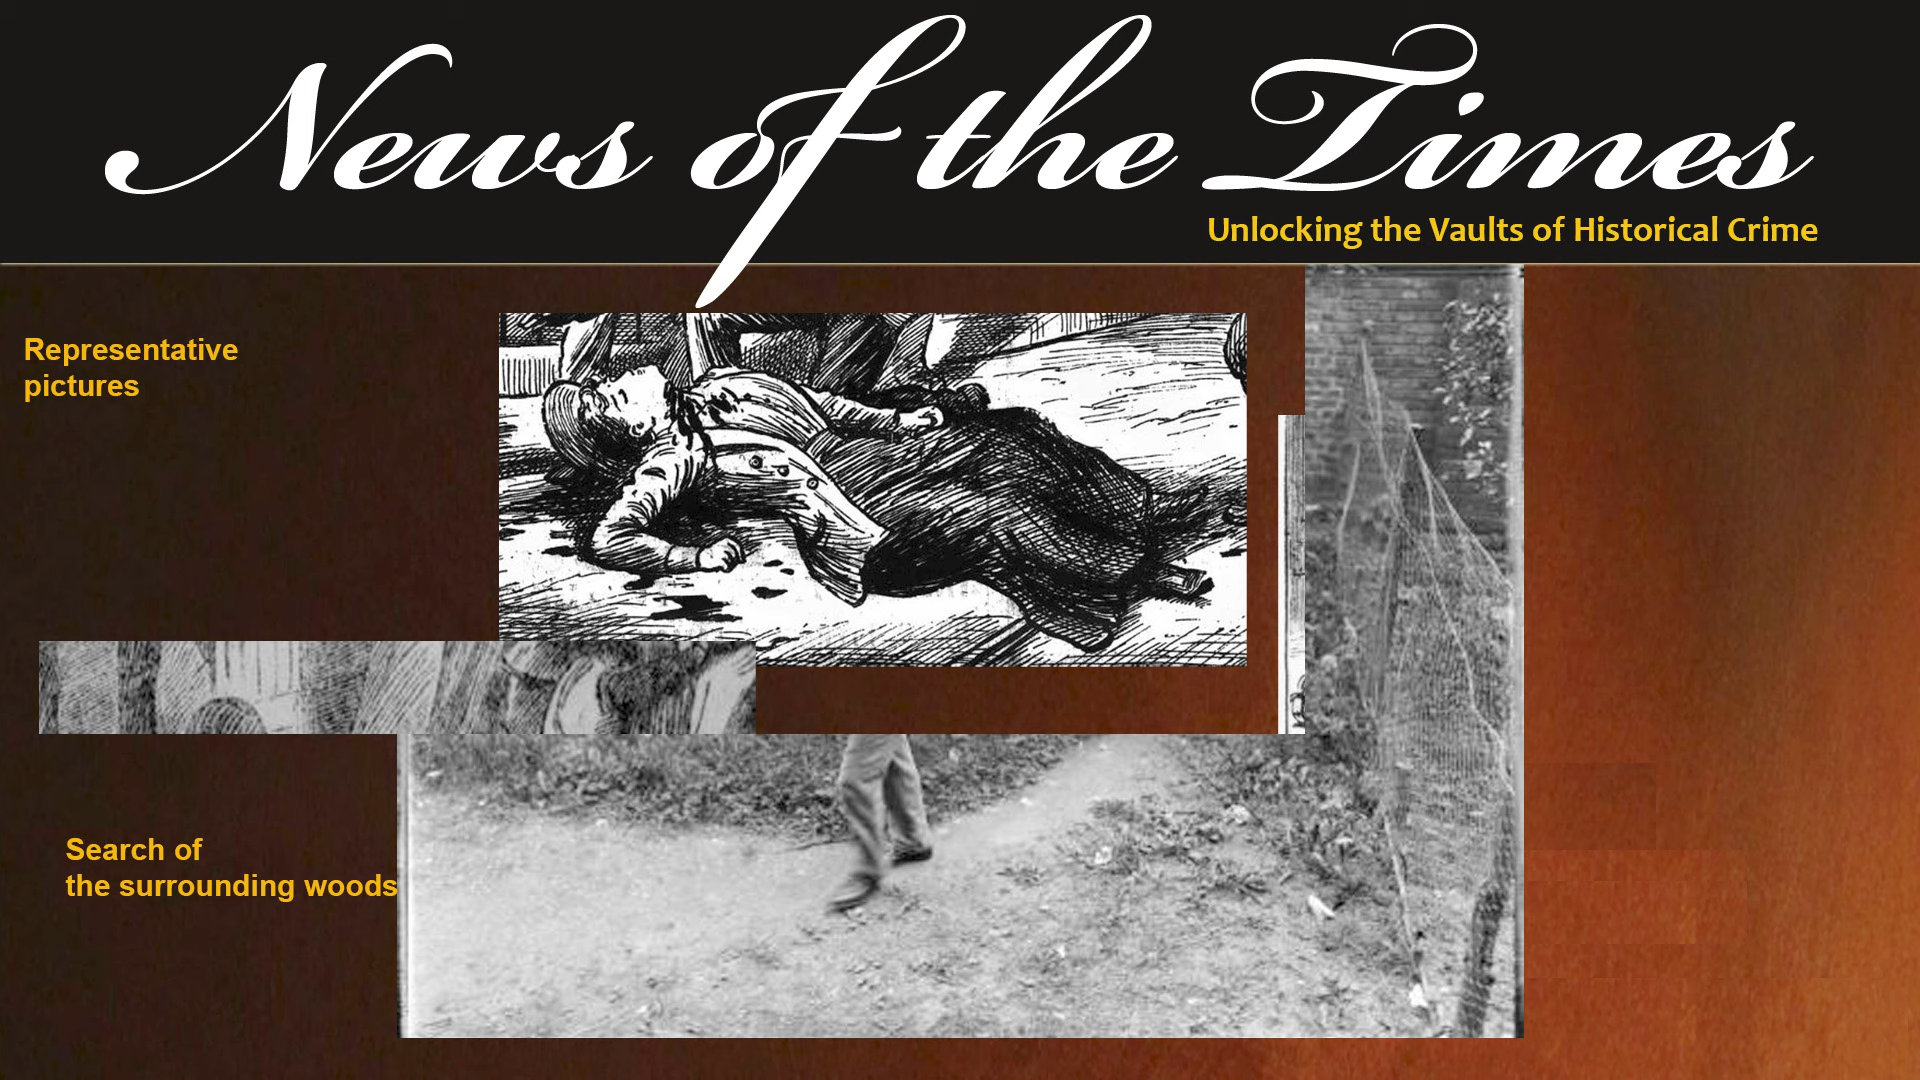 News of the Times
Unlocking the Vaults of Historical Crime
Representative
pictures
Search of
the surrounding woods